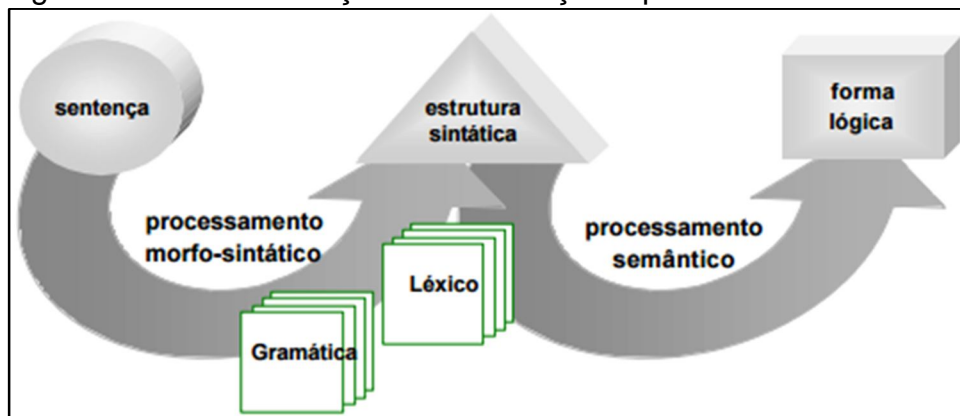 sentença
estrutura
sintática
forma
lógica
processamento
morfo-sintático
processamento
semântico
Léxico
Gramática